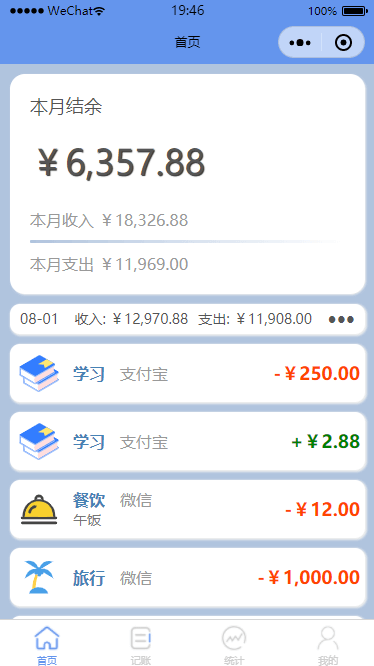 WeChat 19:46 100%
首页
本月结余
¥6,357.88
本月收入 ¥18,326.88
本月支出 ¥11,969.00
08-01 收入: ¥12,970.88 支出: ¥11,908.00
学习 支付宝 -¥250.00
学习 支付宝 +¥2.88
餐饮 微信 -¥12.00
午饭
旅行 微信 -¥1,000.00
首页 记账 统计 我的